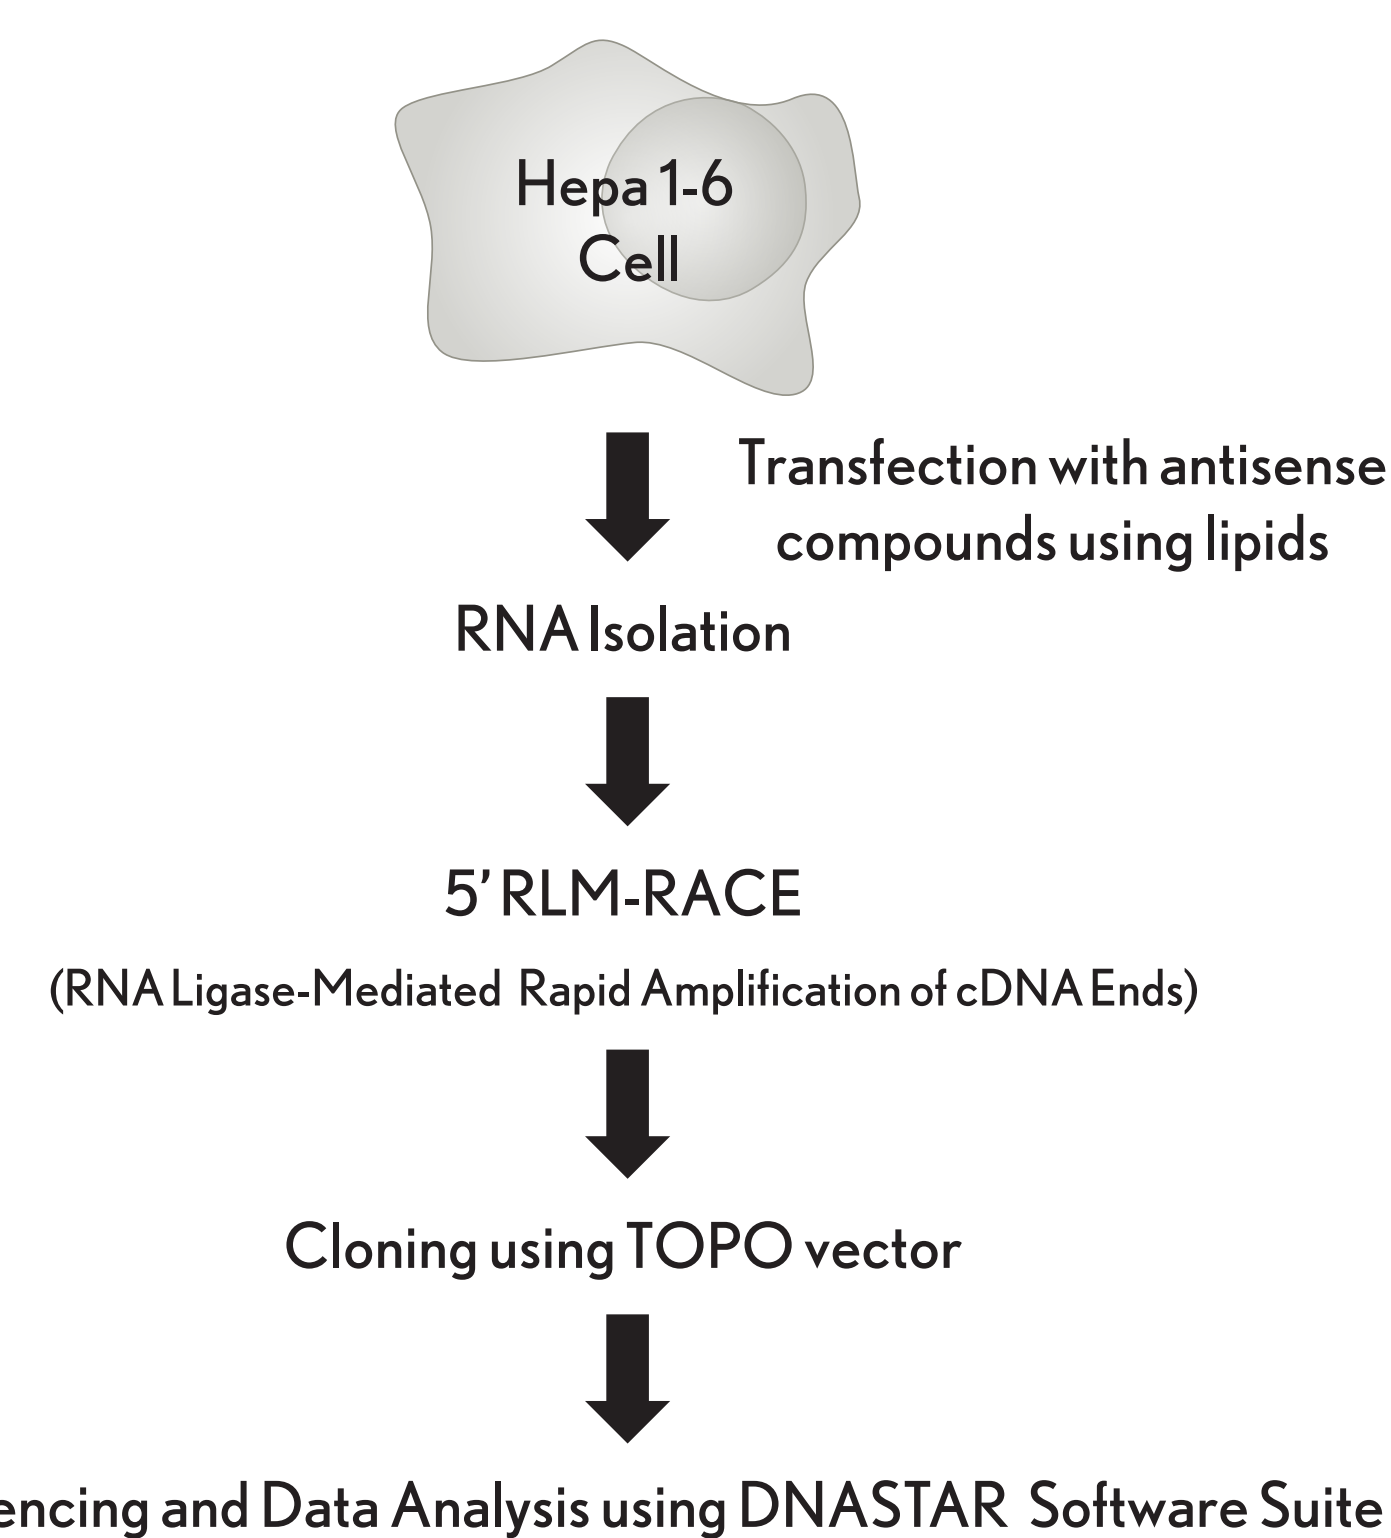 Hepa 1-6
Cell
Transfection with antisense
compounds using lipids
RNA Isolation
5’ RLM-RACE
(RNA Ligase-Mediated Rapid Amplification of cDNA Ends)
Cloning using TOPO vector
encing and Data Analysis using DNASTAR Software Suite